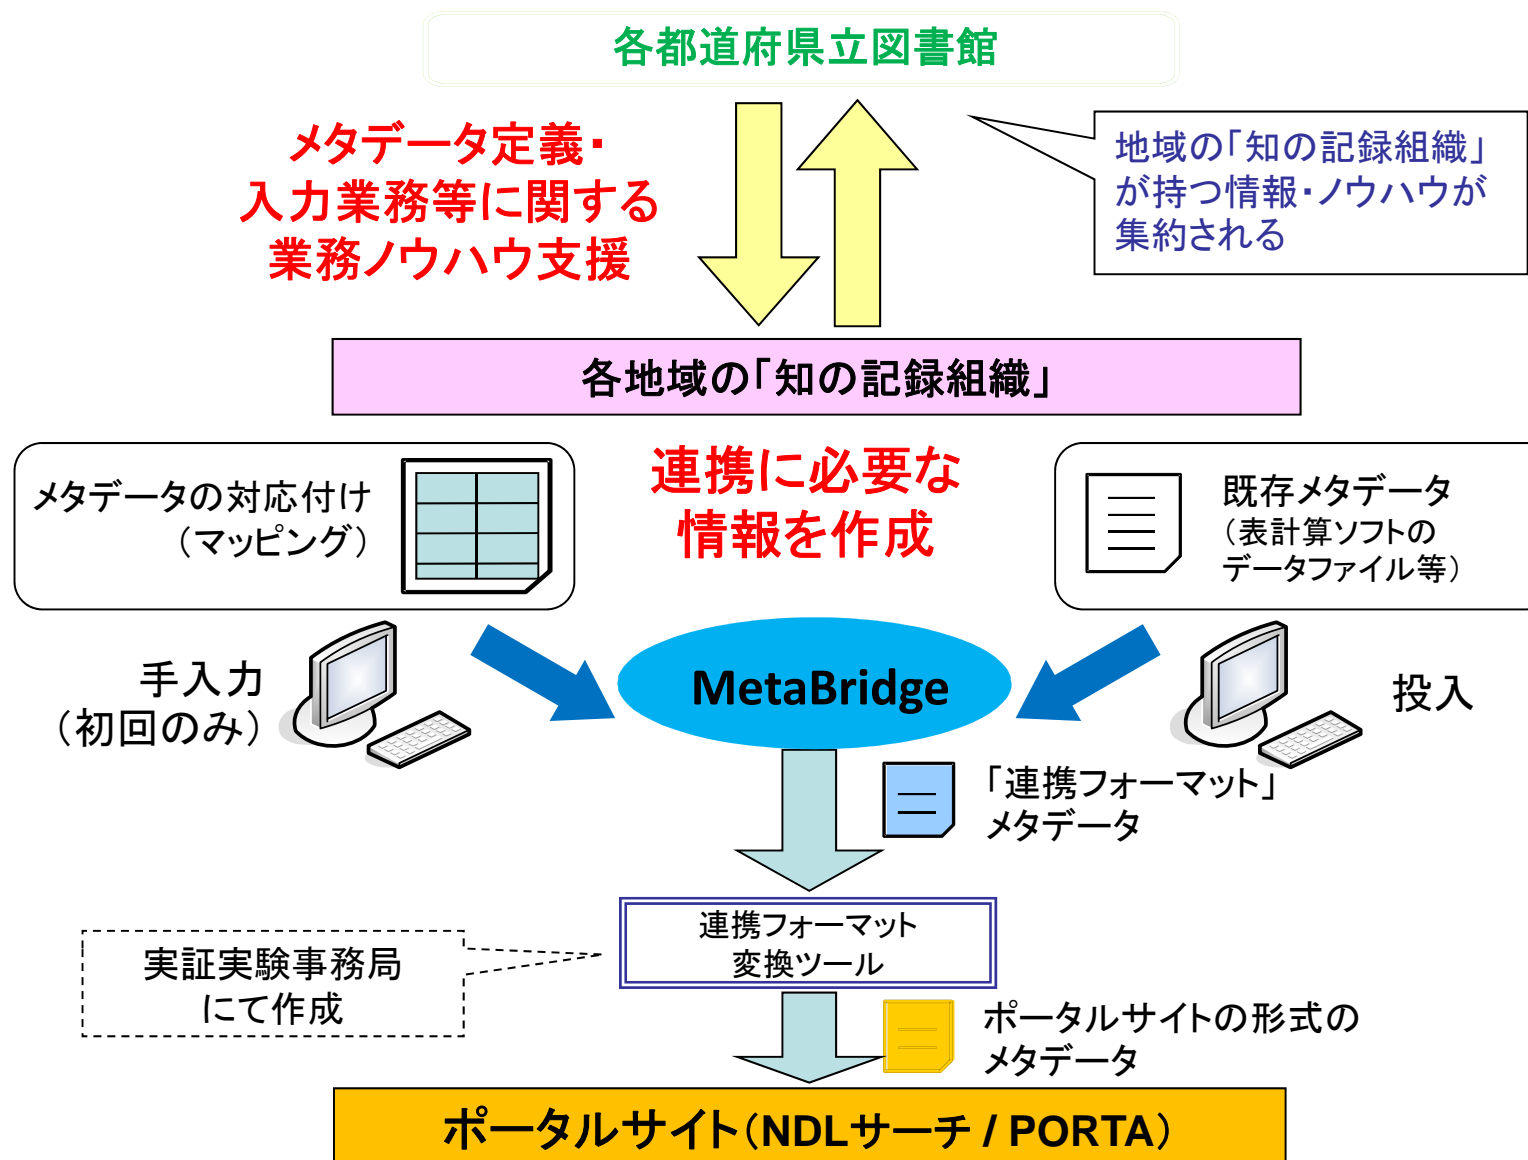 各都道府県立図書館
メタデータ定義・
入力業務等に関する
業務ノウハウ支援
地域の「知の記録組織」
が持つ情報・ノウハウが
集約される
各地域の「知の記録組織」
メタデータの対応付け
（マッピング）
連携に必要な
情報を作成
既存メタデータ
（表計算ソフトの
データファイル等）
手入力
（初回のみ）
MetaBridge
投入
「連携フォーマット」
メタデータ
連携フォーマット
変換ツール
実証実験事務局
にて作成
ポータルサイトの形式の
メタデータ
ポータルサイト（NDLサーチ / PORTA）